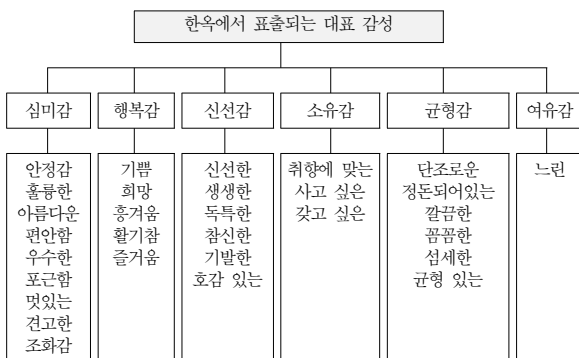 한옥에서 표출되는 대표 감성
심미감
행복감
신선감
소유감
균형감
여유감
안정감
훌륭한
아름다운
편안함
우수한
포근함
멋있는
견고한
조화감
기쁨
희망
흥겨움
활기참
즐거움
신선한
생생한
독특한
참신한
기발한
호감 있는
취향에 맞는
사고 싶은
갖고 싶은
단조로운
정돈되어있는
깔끔한
꼼꼼한
섬세한
균형 있는
느린